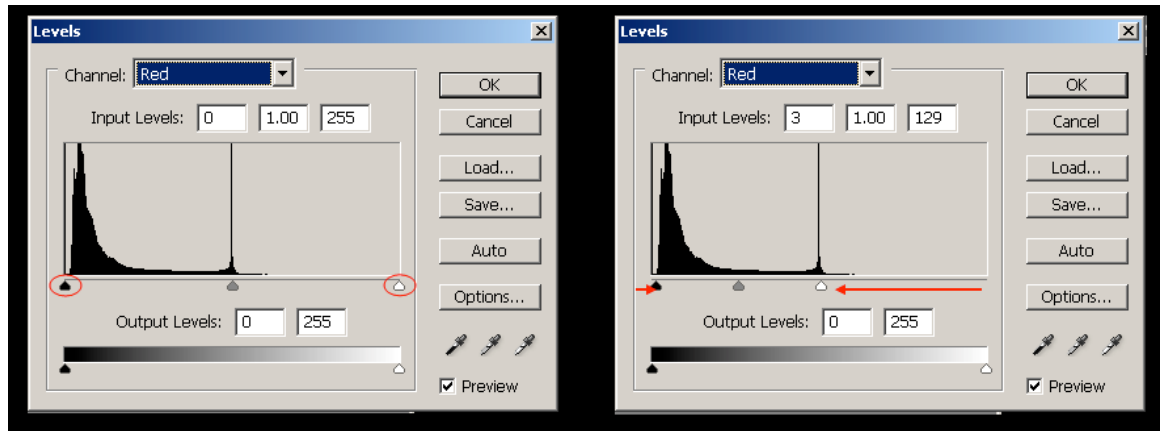 Levels
Channel: Red
Input Levels: 0 1.00 255
OK
Cancel
Load...
Save...
Auto
Options...
Output Levels: 0 255
Preview
Levels
Channel: Red
Input Levels: 3 1.00 129
OK
Cancel
Load...
Save...
Auto
Options...
Output Levels: 0 255
Preview